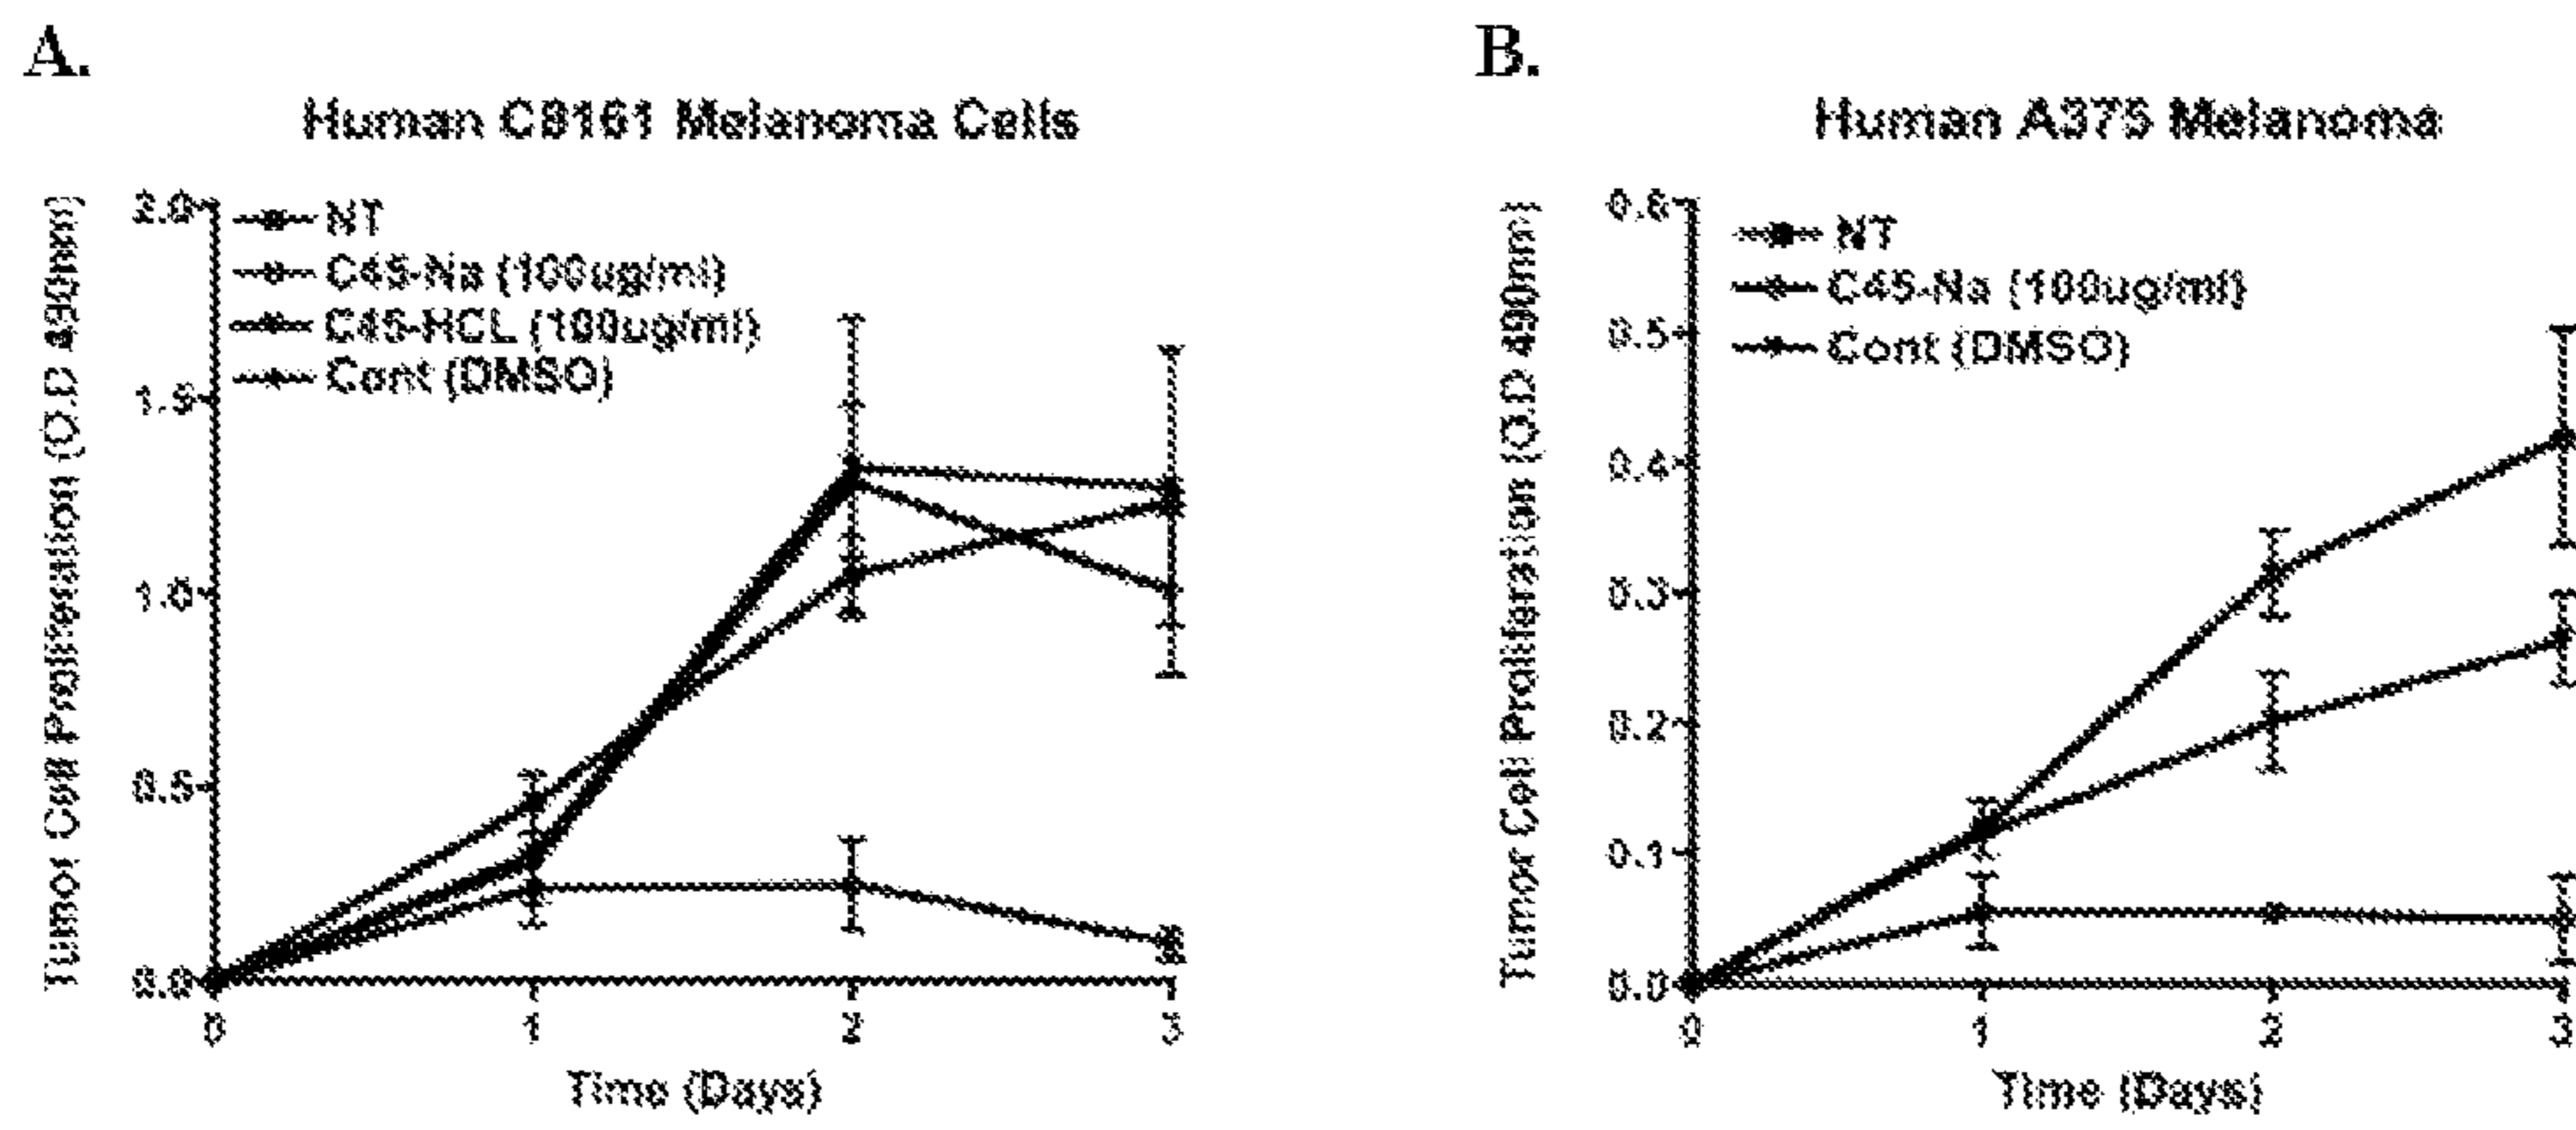 A.
Human C8161 Melanoma Cells
Tumor Cell Proliferation (O.D 490nm)
2.0
1.5
1.0
0.5
0.0
NT
C45-Na (100ug/ml)
C45-HCL (100ug/ml)
Cont (DMSO)
0 1 2 3
Time (Days)
B.
Human A375 Melanoma
Tumor Cell Proliferation (O.D 490nm)
0.6
0.5
0.4
0.3
0.2
0.1
0.0
NT
C45-Na (100ug/ml)
Cont (DMSO)
0 1 2 3
Time (Days)